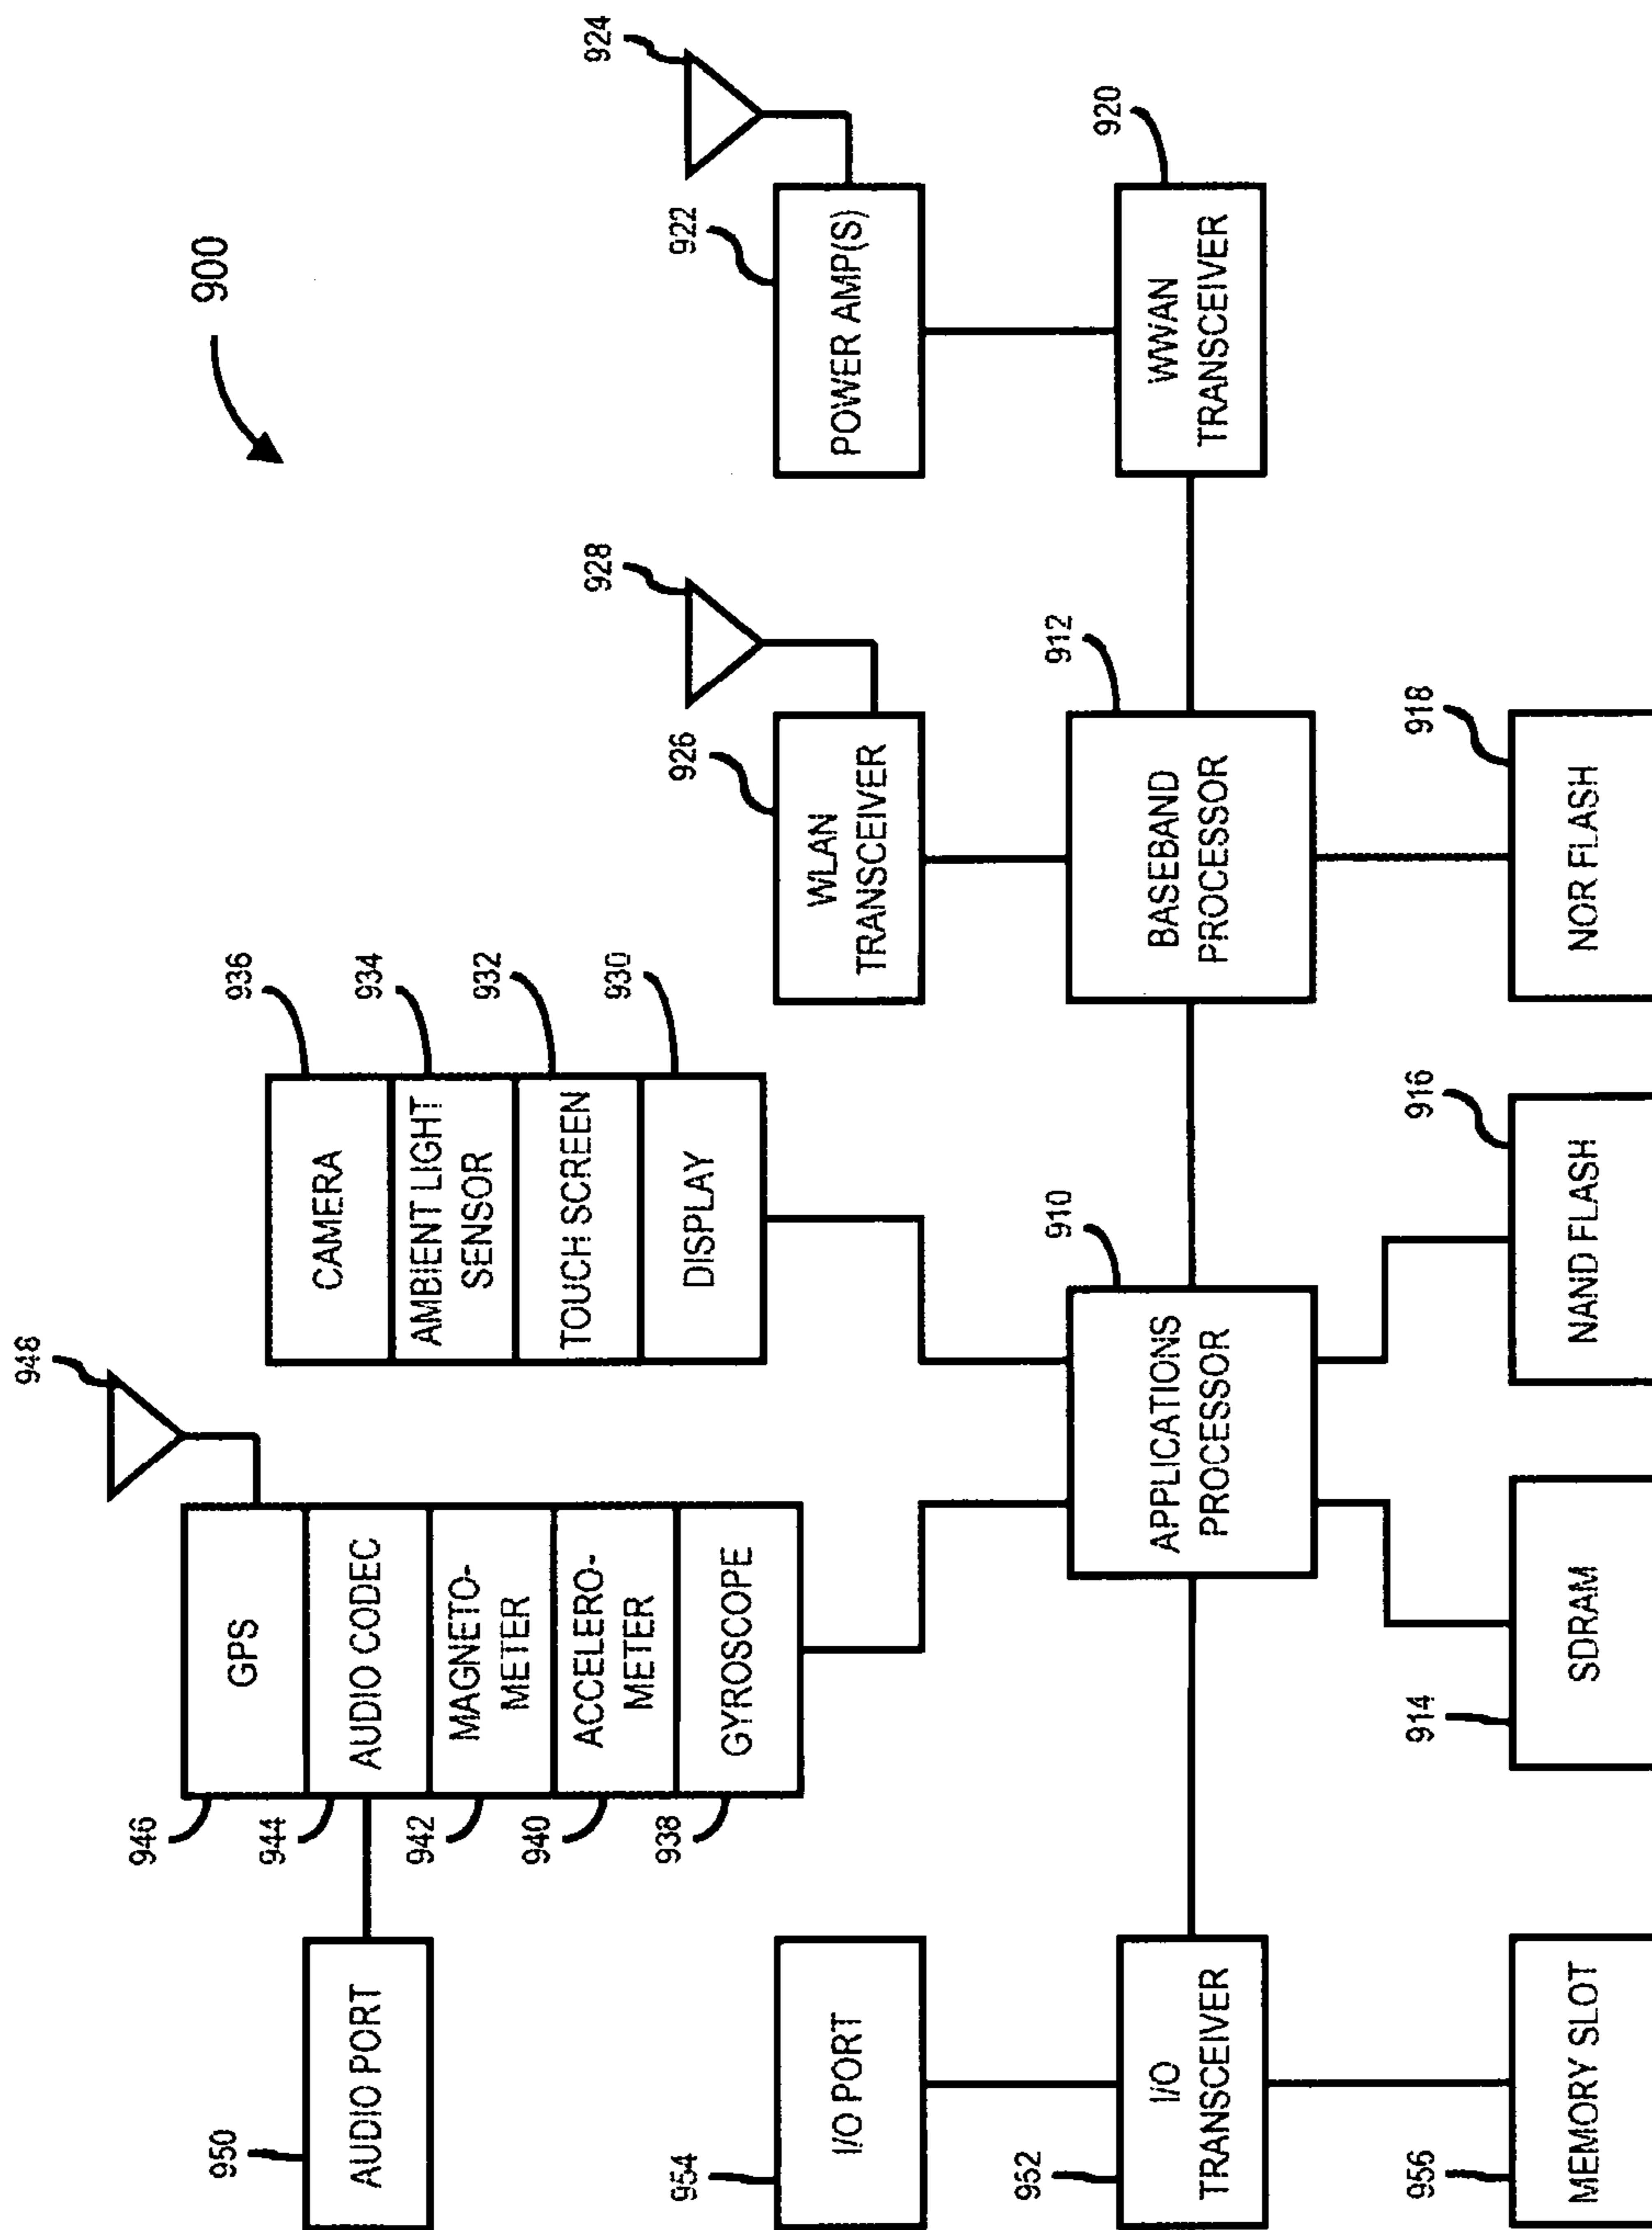 900
948
936
934
932
930
928
924
946
944
942
940
938
950
926
922
GPS
AUDIO CODEC
MAGNETO-
METER
ACCELERO-
METER
GYROSCOPE
CAMERA
AMBIENT LIGHT
SENSOR
TOUCH SCREEN
DISPLAY
AUDIO PORT
954
I/O PORT
WLAN
TRANSCEIVER
POWER AMP(S)
952
910
912
920
I/O
TRANSCEIVER
APPLICATIONS
PROCESSOR
BASEBAND
PROCESSOR
WWAN
TRANSCEIVER
956
914
916
918
MEMORY SLOT
SDRAM
NAND FLASH
NOR FLASH